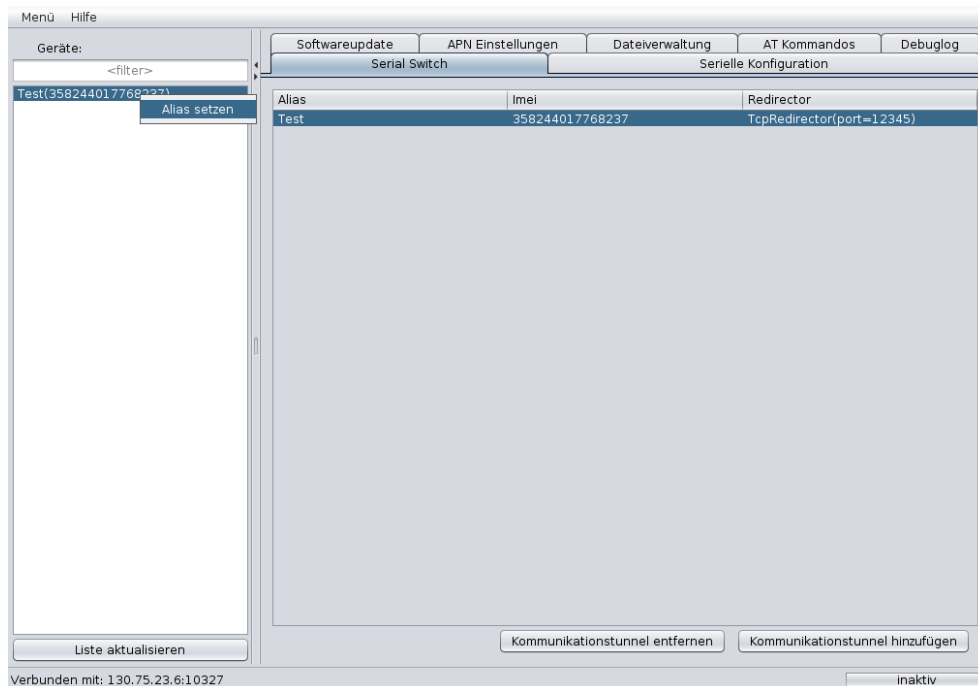 Menü Hilfe
Geräte:
<filter>
Test(358244017768237)
Alias setzen
Liste aktualisieren
Softwareupdate APN Einstellungen Dateiverwaltung AT Kommandos Debuglog
Serial Switch Serielle Konfiguration
Alias Imei Redirector
Test 358244017768237 TcpRedirector(port=12345)
Kommunikationstunnel entfernen Kommunikationstunnel hinzufügen
Verbunden mit: 130.75.23.6:10327 inaktiv